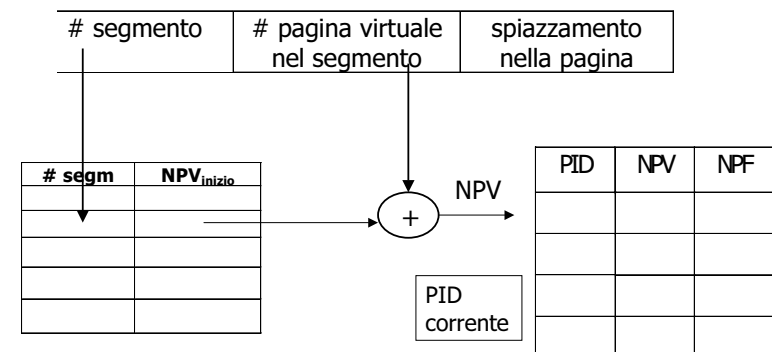 # segmento
# pagina virtuale
nel segmento
spiazzamento
nella pagina
# segm
NPVinizio
+
NPV
PID
corrente
PID
NPV
NPF